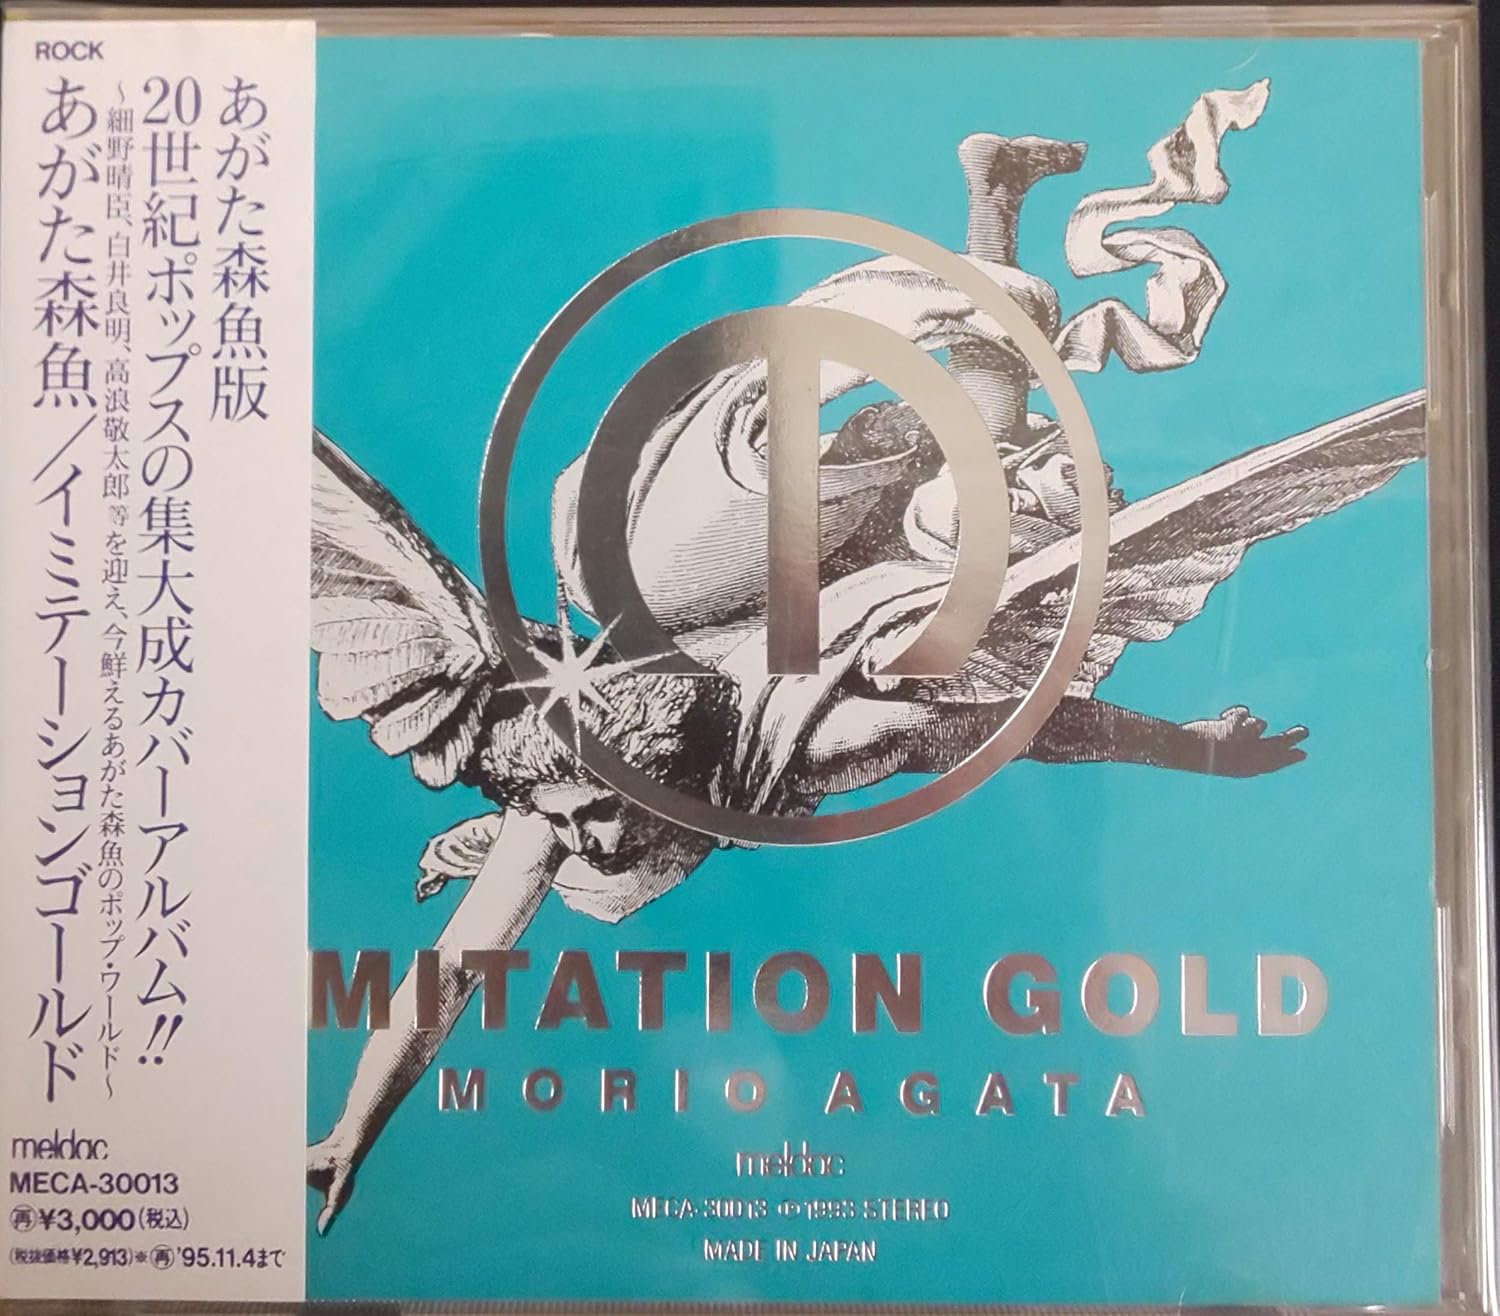 ROCK
あがた森魚版
20世紀ポップスの集大成カバーアルバム!!
～細野晴臣、白井良明、高浪敬太郎等を迎え、今鮮えるあがた森魚のポップ・ワールド～
あがた森魚/イミテーションゴールド
meldac
MECA-30013
再¥3,000(税込)
(税抜価格¥2,913)※再'95.11.4まで
MITATION GOLD
MORIO AGATA
meldac
MECA-30013 Ⓟ1993 STEREO
MADE IN JAPAN